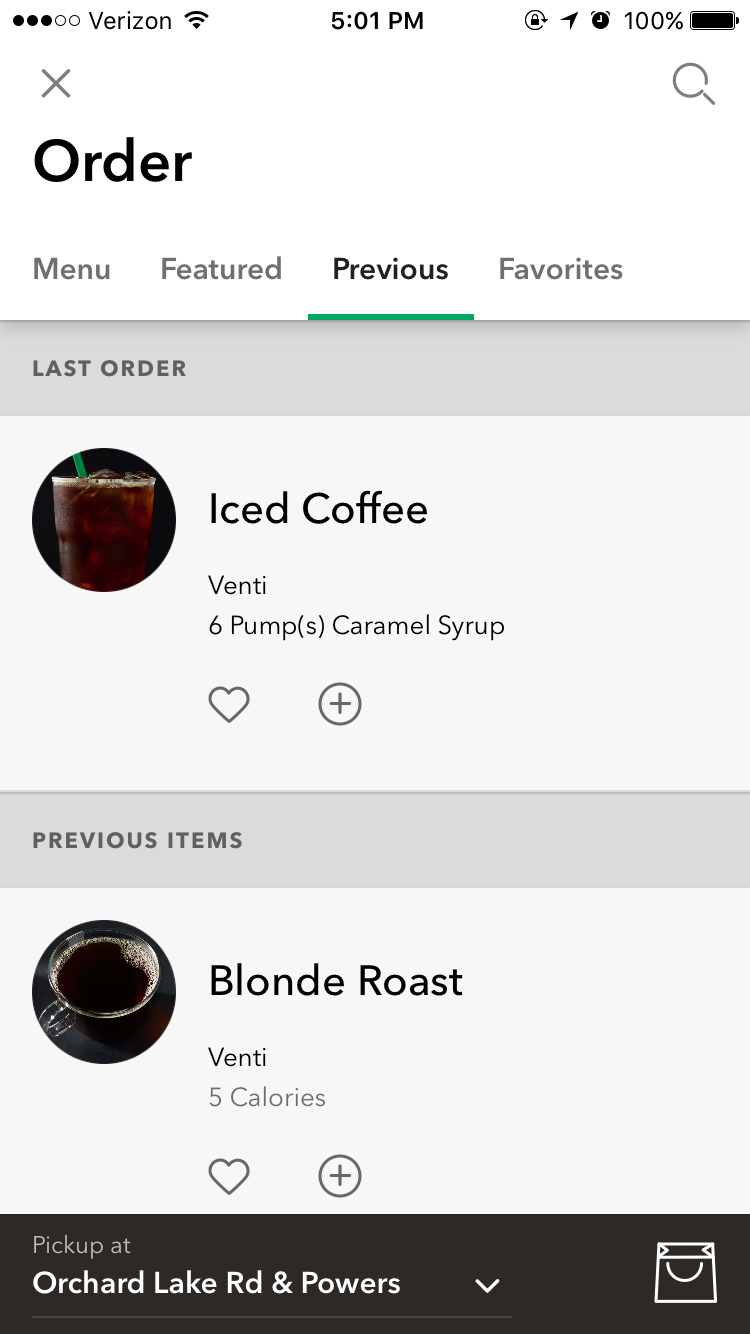 Verizon 5:01 PM 100%
Order
Menu Featured Previous Favorites
LAST ORDER
Iced Coffee
Venti
6 Pump(s) Caramel Syrup
PREVIOUS ITEMS
Blonde Roast
Venti
5 Calories
Pickup at
Orchard Lake Rd & Powers